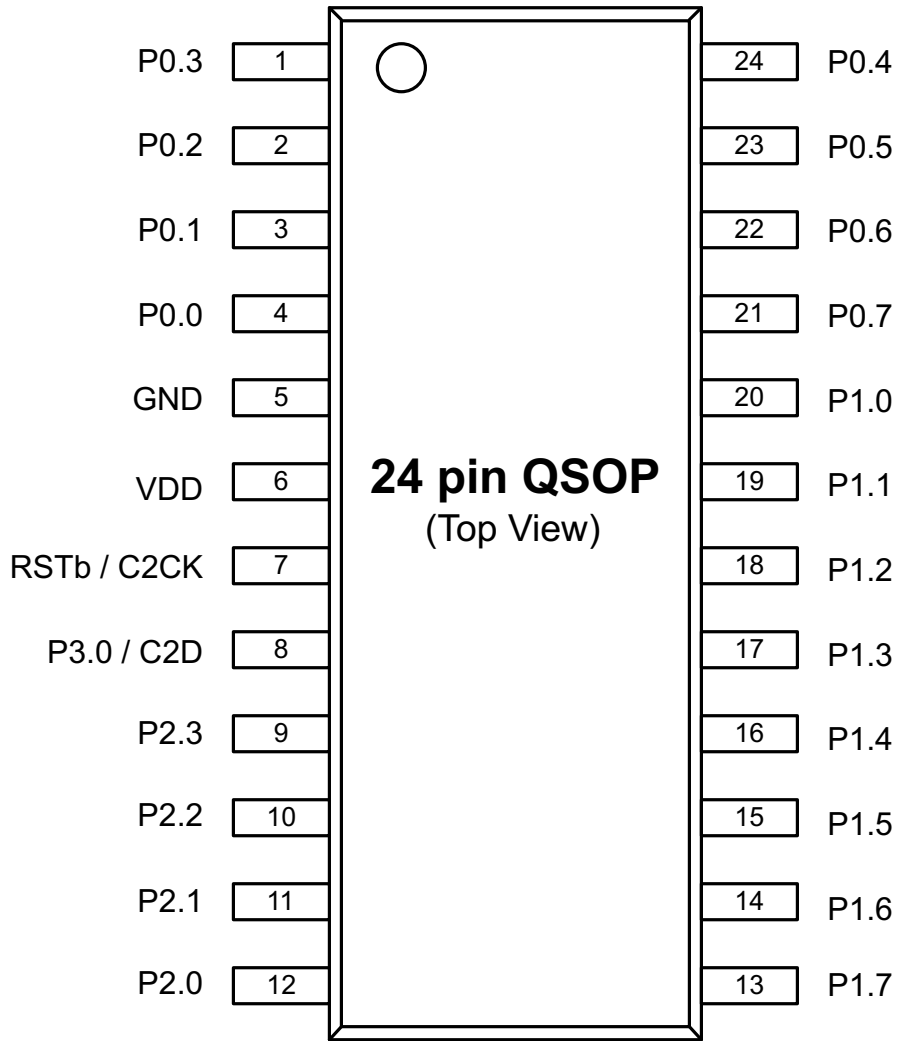 P0.3 1 24 P0.4
P0.2 2 23 P0.5
P0.1 3 22 P0.6
P0.0 4 21 P0.7
GND 5 20 P1.0
VDD 6 24 pin QSOP 19 P1.1
(Top View)
RSTb / C2CK 7 18 P1.2
P3.0 / C2D 8 17 P1.3
P2.3 9 16 P1.4
P2.2 10 15 P1.5
P2.1 11 14 P1.6
P2.0 12 13 P1.7